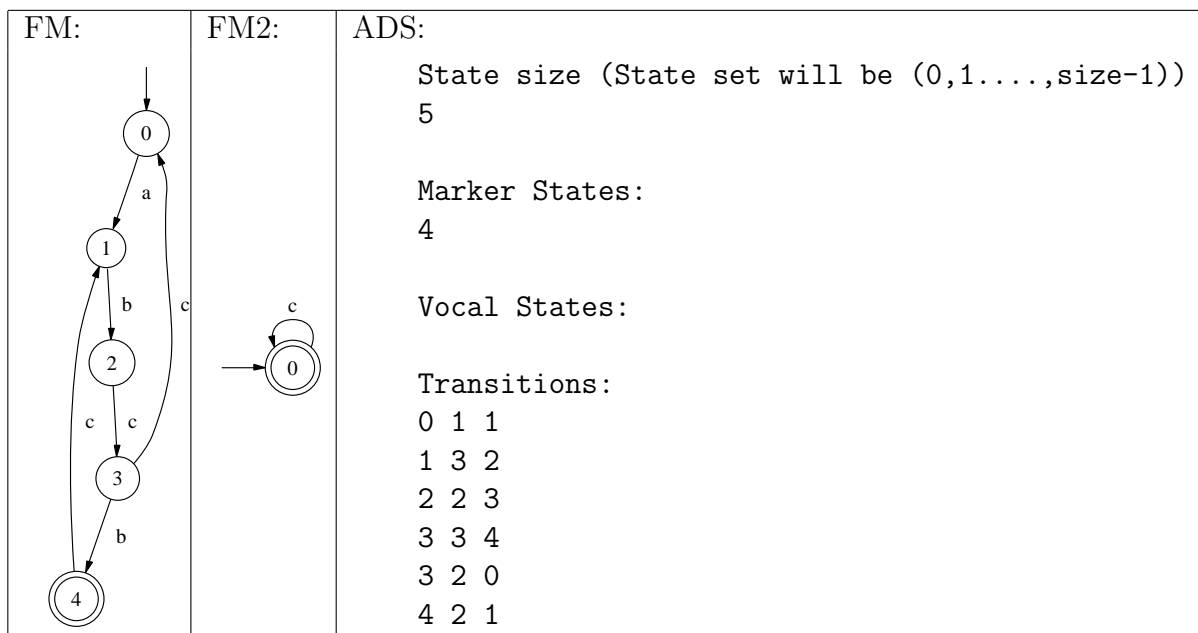 FM:
0
a
1
b
c
2
c
c
3
b
4
FM2:
c
0
ADS:
State size (State set will be (0,1....,size-1))
5
Marker States:
4
Vocal States:
Transitions:
0 1 1
1 3 2
2 2 3
3 3 4
3 2 0
4 2 1